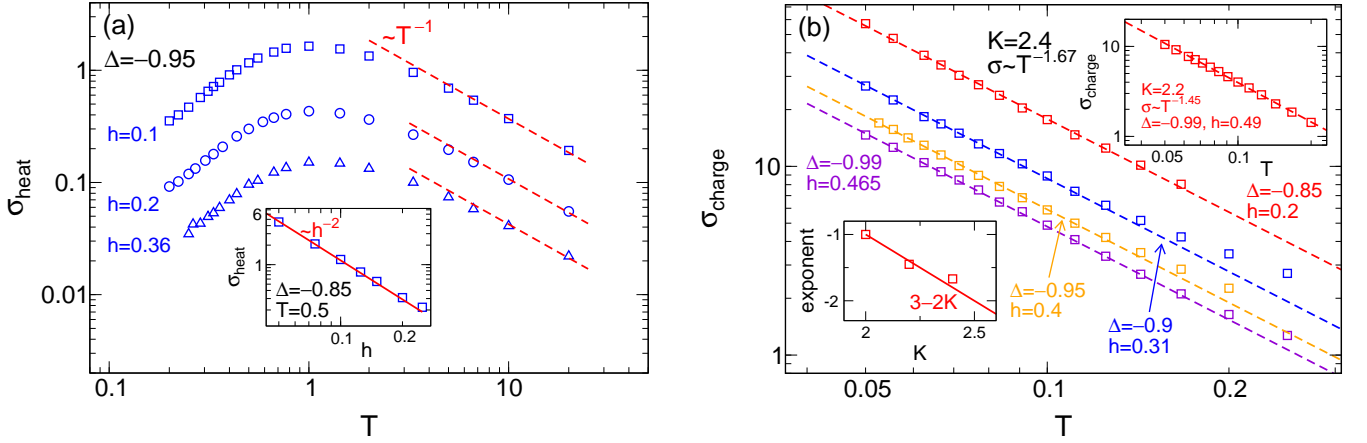 (a)
~T⁻¹
Δ=−0.95
1
σheat
h=0.1
0.1
h=0.2
h=0.36
0.01
6
~h⁻²
σheat
1
Δ=−0.85
T=0.5
0.1
0.2
h
0.1
1
10
T
(b)
K=2.4
σ~T⁻¹·⁶⁷
10
σcharge
K=2.2
σ~T⁻¹·⁴⁵
Δ=−0.99, h=0.49
1
0.05
0.1
T
10
σcharge
Δ=−0.99
h=0.465
Δ=−0.85
h=0.2
-1
exponent
3−2K
-2
2
2.5
K
Δ=−0.95
h=0.4
Δ=−0.9
h=0.31
1
0.05
0.1
0.2
T